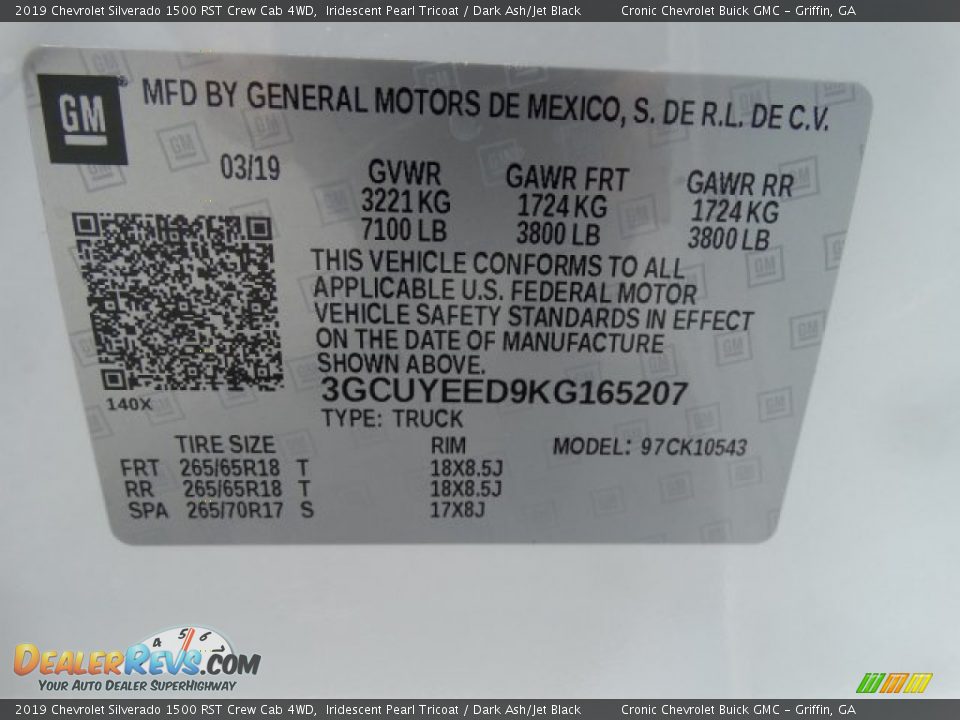 2019 Chevrolet Silverado 1500 RST Crew Cab 4WD, Iridescent Pearl Tricoat / Dark Ash/Jet Black Cronic Chevrolet Buick GMC – Griffin, GA
GM® MFD BY GENERAL MOTORS DE MEXICO, S. DE R.L. DE C.V.
03/19 GVWR GAWR FRT GAWR RR
3221 KG 1724 KG 1724 KG
7100 LB 3800 LB 3800 LB
THIS VEHICLE CONFORMS TO ALL
APPLICABLE U.S. FEDERAL MOTOR
VEHICLE SAFETY STANDARDS IN EFFECT
ON THE DATE OF MANUFACTURE
SHOWN ABOVE.
3GCUYEED9KG165207
140X
TYPE: TRUCK
TIRE SIZE RIM MODEL: 97CK10543
FRT 265/65R18 T 18X8.5J
RR 265/65R18 T 18X8.5J
SPA 265/70R17 S 17X8J
4 5 6 7
DEALERREVS.COM
YOUR AUTO DEALER SUPERHIGHWAY
2019 Chevrolet Silverado 1500 RST Crew Cab 4WD, Iridescent Pearl Tricoat / Dark Ash/Jet Black Cronic Chevrolet Buick GMC – Griffin, GA